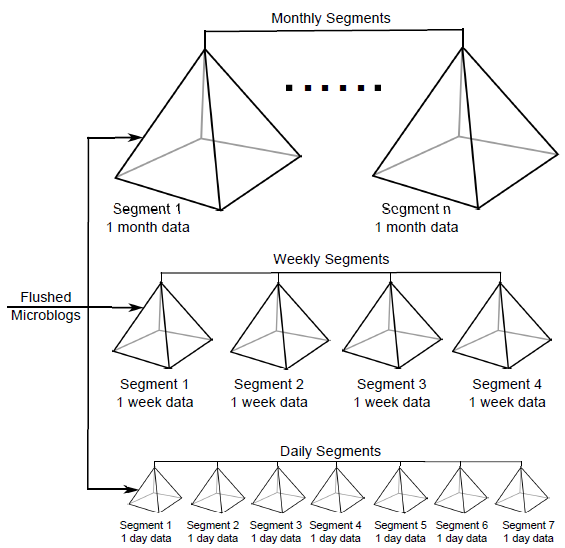 Monthly Segments
Segment 1
1 month data
Segment n
1 month data
Weekly Segments
Flushed
Microblogs
Segment 1
1 week data
Segment 2
1 week data
Segment 3
1 week data
Segment 4
1 week data
Daily Segments
Segment 1
1 day data
Segment 2
1 day data
Segment 3
1 day data
Segment 4
1 day data
Segment 5
1 day data
Segment 6
1 day data
Segment 7
1 day data